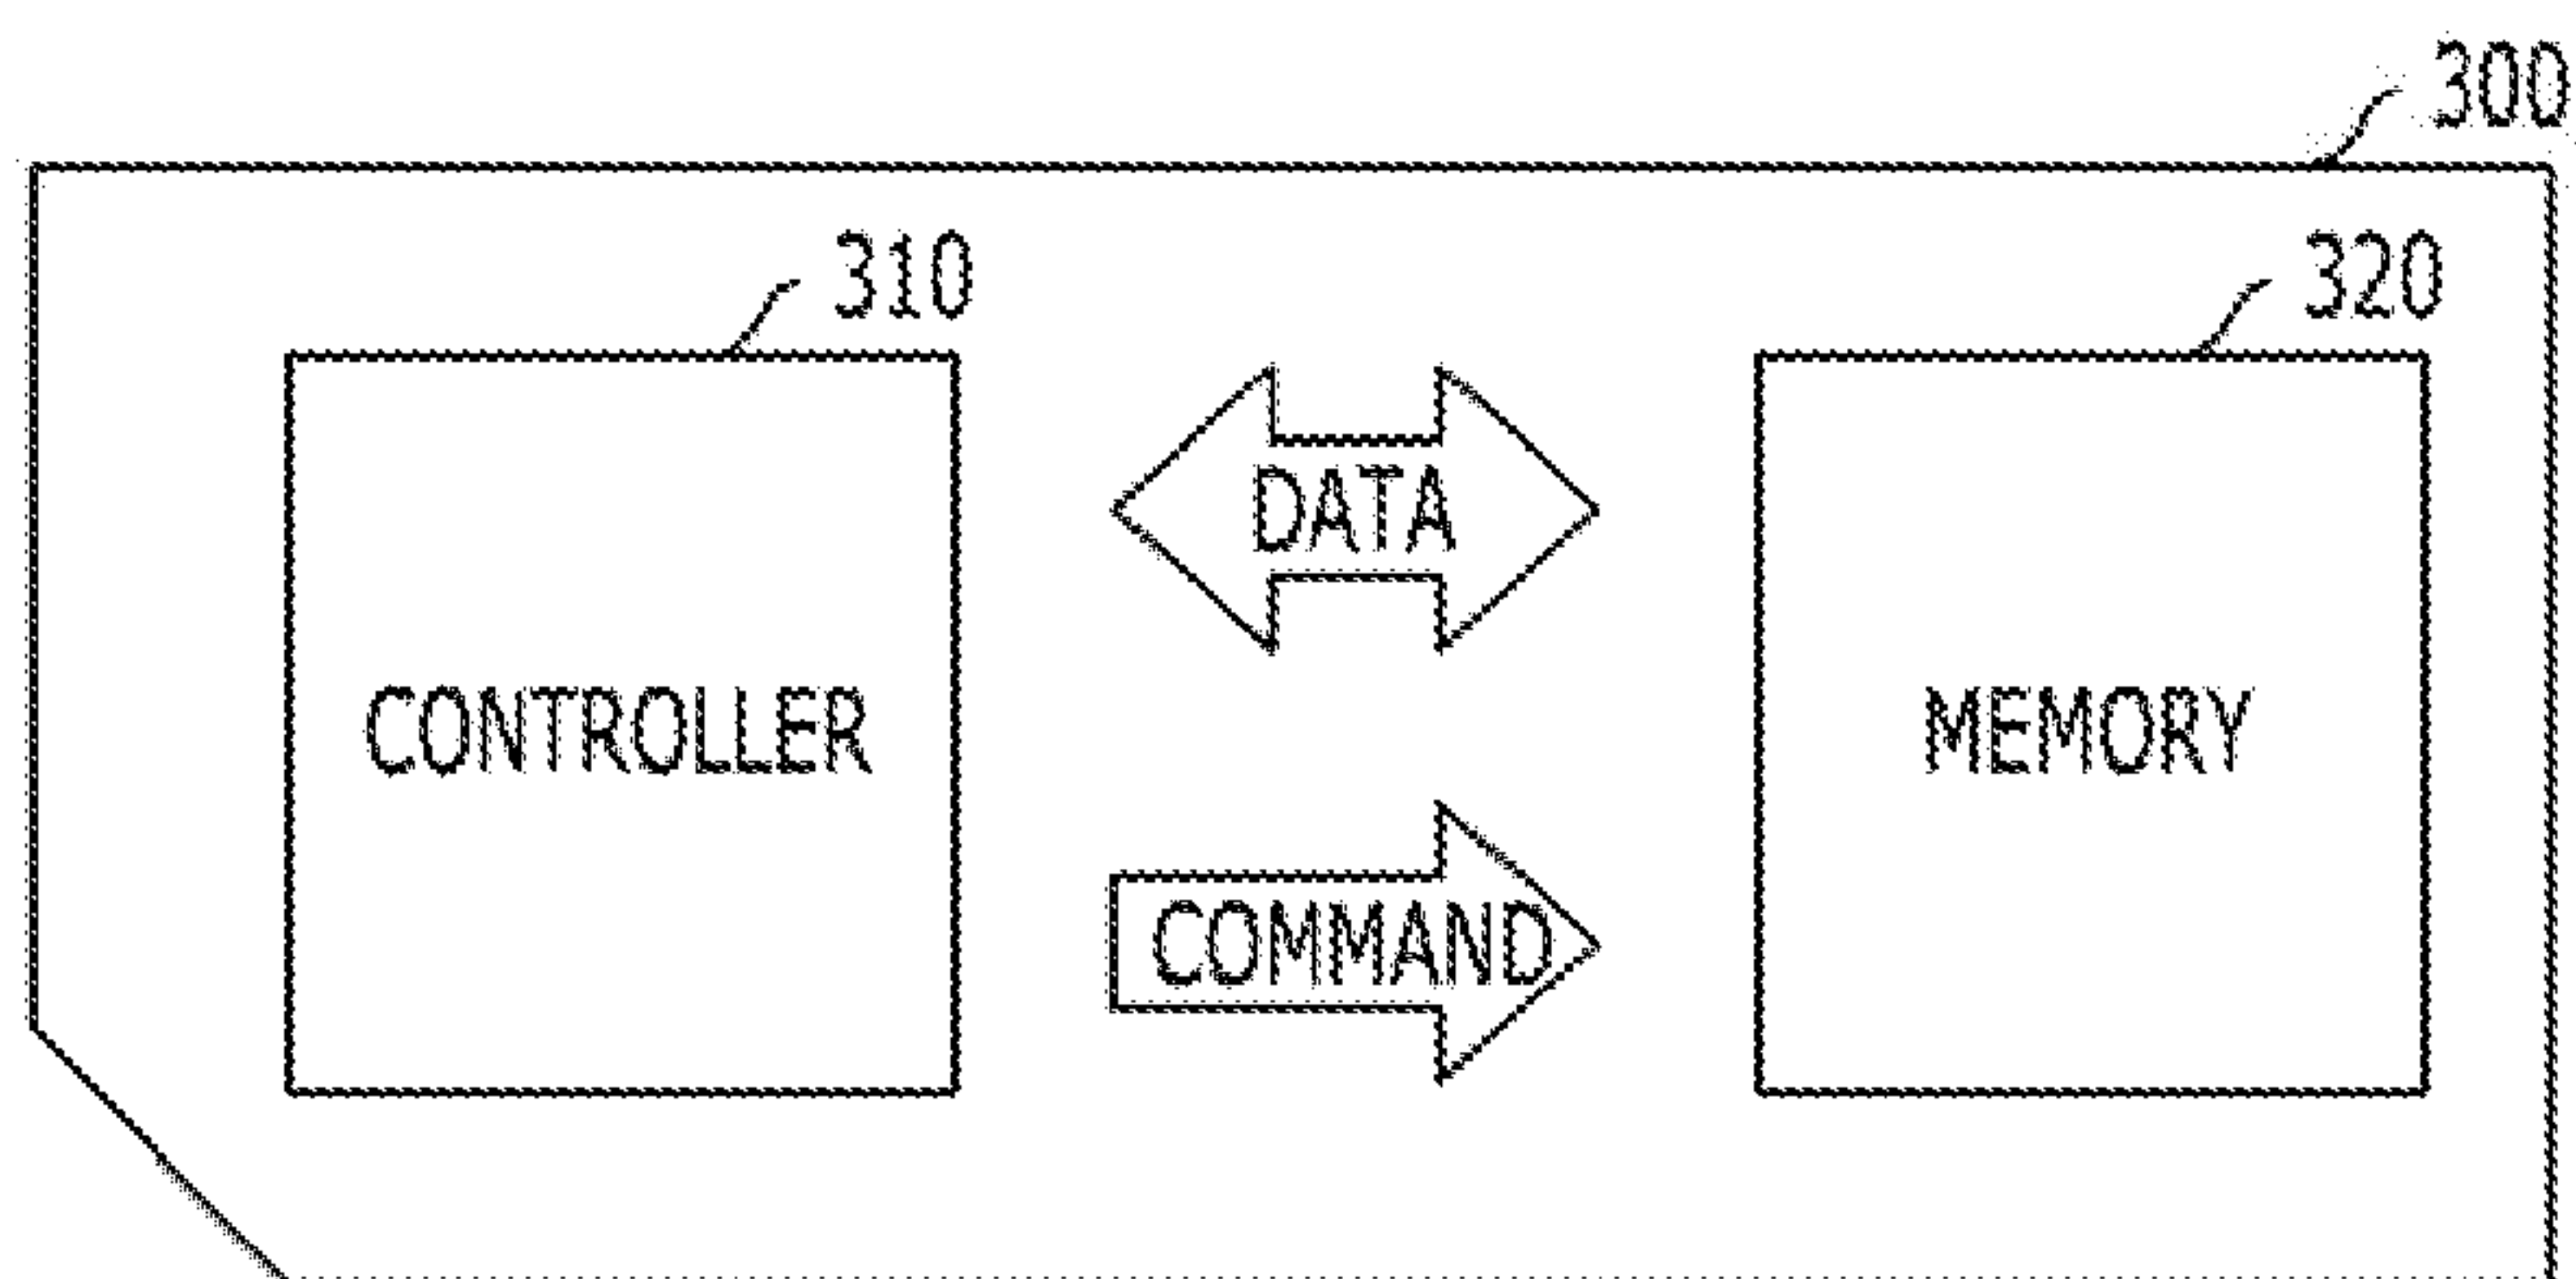 300
310
320
DATA
CONTROLLER
MEMORY
COMMAND